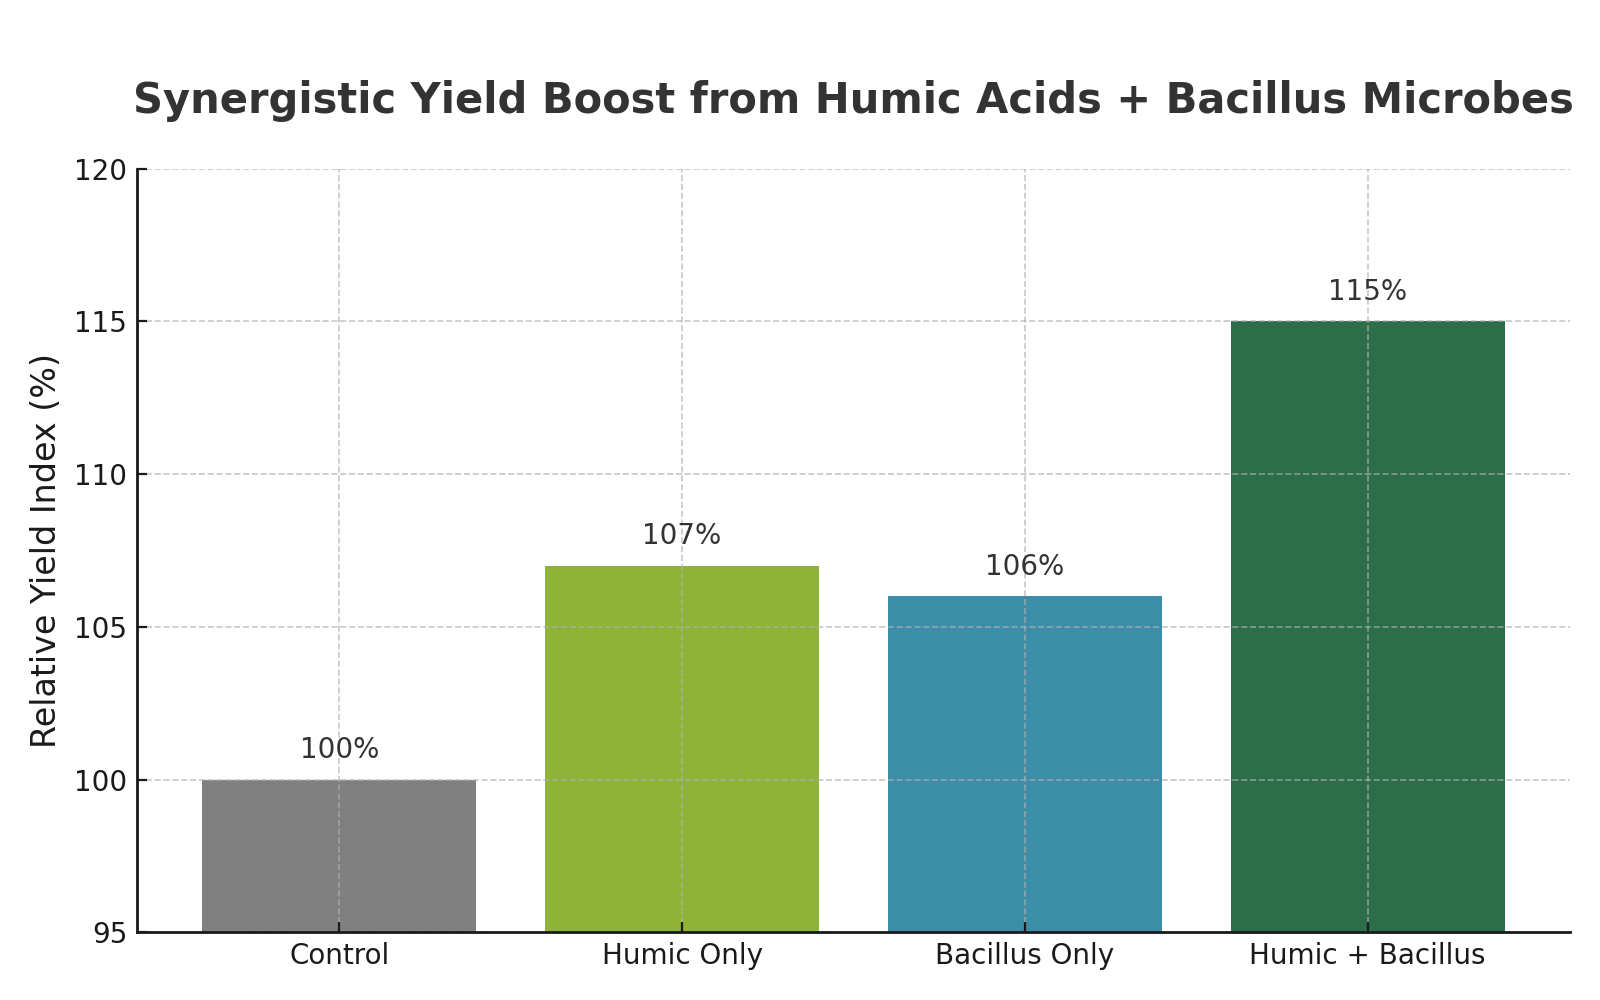 Synergistic Yield Boost from Humic Acids + Bacillus Microbes
Relative Yield Index (%)
120
115
110
105
100
95
100%
107%
106%
115%
Control
Humic Only
Bacillus Only
Humic + Bacillus